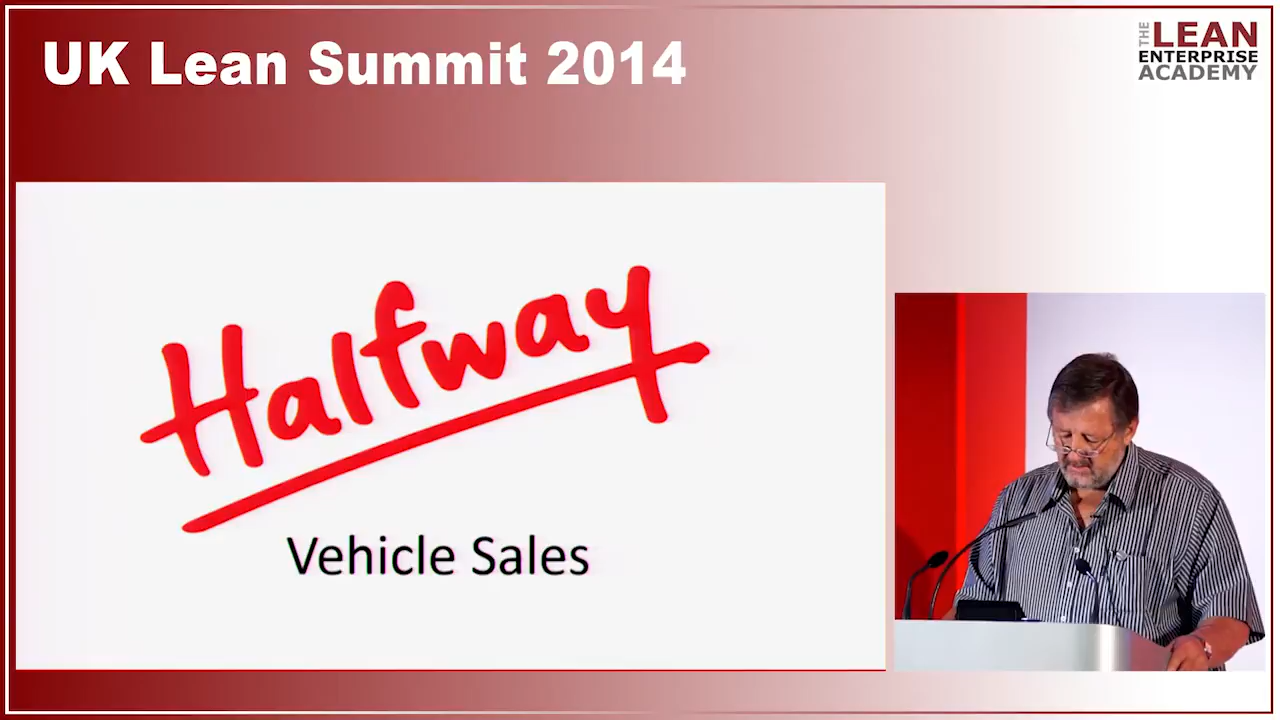 UK Lean Summit 2014
THE LEAN
ENTERPRISE
ACADEMY
Halfway
Vehicle Sales